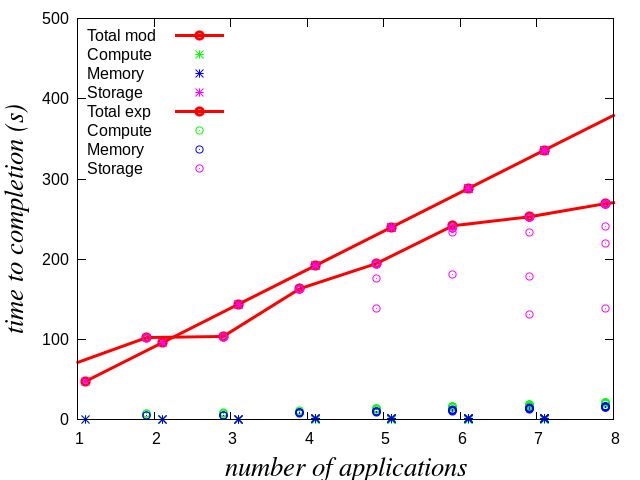 500
400
300
200
100
0
time to completion (s)
Total mod
Compute
Memory
Storage
Total exp
Compute
Memory
Storage
1 2 3 4 5 6 7 8
number of applications